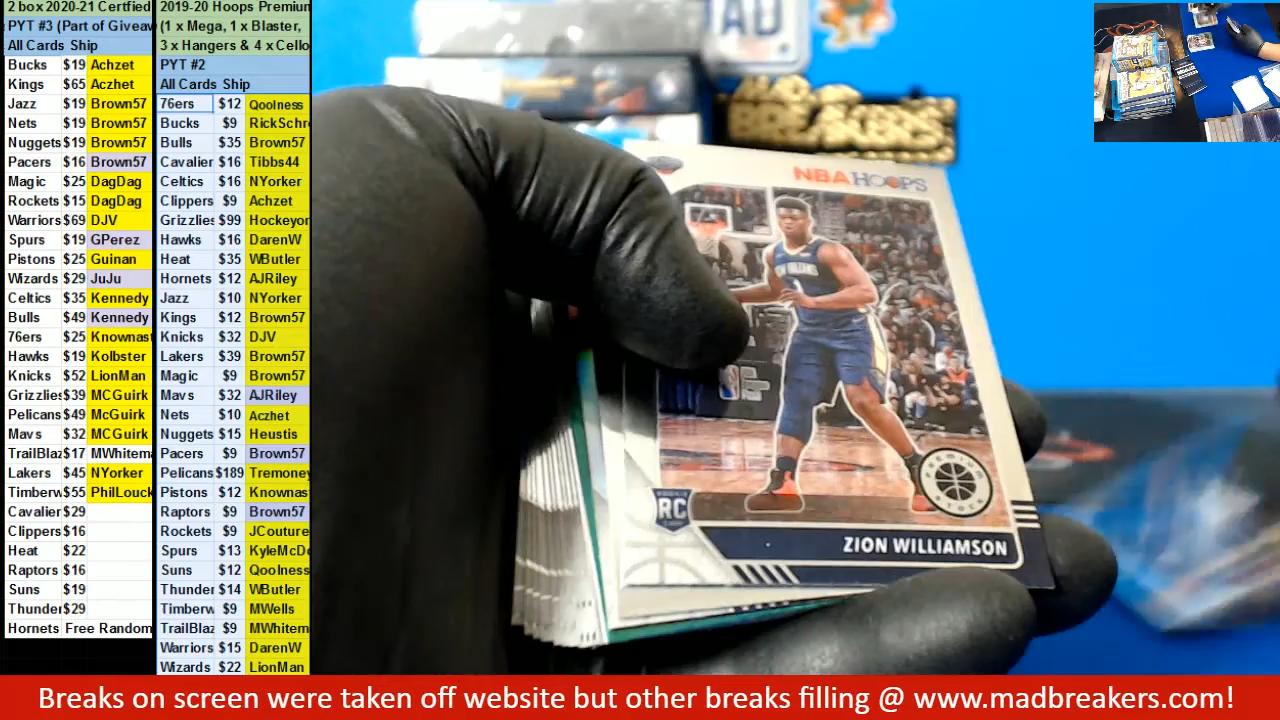 2 box 2020-21 Certfied
PYT #3 (Part of Giveav
All Cards Ship
Bucks $19 Achzet
Kings $65 Aczhet
Jazz $19 Brown57
Nets $19 Brown57
Nuggets $19 Brown57
Pacers $16 Brown57
Magic $25 DagDag
Rockets $15 DagDag
Warriors $69 DJV
Spurs $19 GPerez
Pistons $25 Guinan
Wizards $29 JuJu
Celtics $35 Kennedy
Bulls $49 Kennedy
76ers $25 Knownast
Hawks $19 Kolbster
Knicks $52 LionMan
Grizzlies $39 MCGuirk
Pelicans $49 McGuirk
Mavs $32 MCGuirk
TrailBlaz $17 MWhitem
Lakers $45 NYorker
Timberw $55 PhilLouck
Cavalier $29
Clippers $16
Heat $22
Raptors $16
Suns $19
Thunder $29
Hornets Free Random
2019-20 Hoops Premium
(1 x Mega, 1 x Blaster,
3 x Hangers & 4 x Cello
PYT #2
All Cards Ship
76ers $12 Qoolness
Bucks $9 RickSchr
Bulls $35 Brown57
Cavalier $16 Tibbs44
Celtics $16 NYorker
Clippers $9 Achzet
Grizzlies $99 Hockeyor
Hawks $16 DarenW
Heat $35 WButler
Hornets $12 AJRiley
Jazz $10 NYorker
Kings $12 Brown57
Knicks $32 DJV
Lakers $39 Brown57
Magic $9 Brown57
Mavs $32 AJRiley
Nets $10 Aczhet
Nuggets $15 Heustis
Pacers $9 Brown57
Pelicans $189 Tremoney
Pistons $12 Knownas
Raptors $9 Brown57
Rockets $9 JCouture
Spurs $13 KyleMcD
Suns $12 Qoolness
Thunder $14 WButler
Timberw $9 MWells
TrailBlaz $9 MWhitem
Warriors $15 DarenW
Wizards $22 LionMan
BREAKERS
NBA HOOPS
PREMIUM
STOCK
RC
ZION WILLIAMSON
Breaks on screen were taken off website but other breaks filling @ www.madbreakers.com!